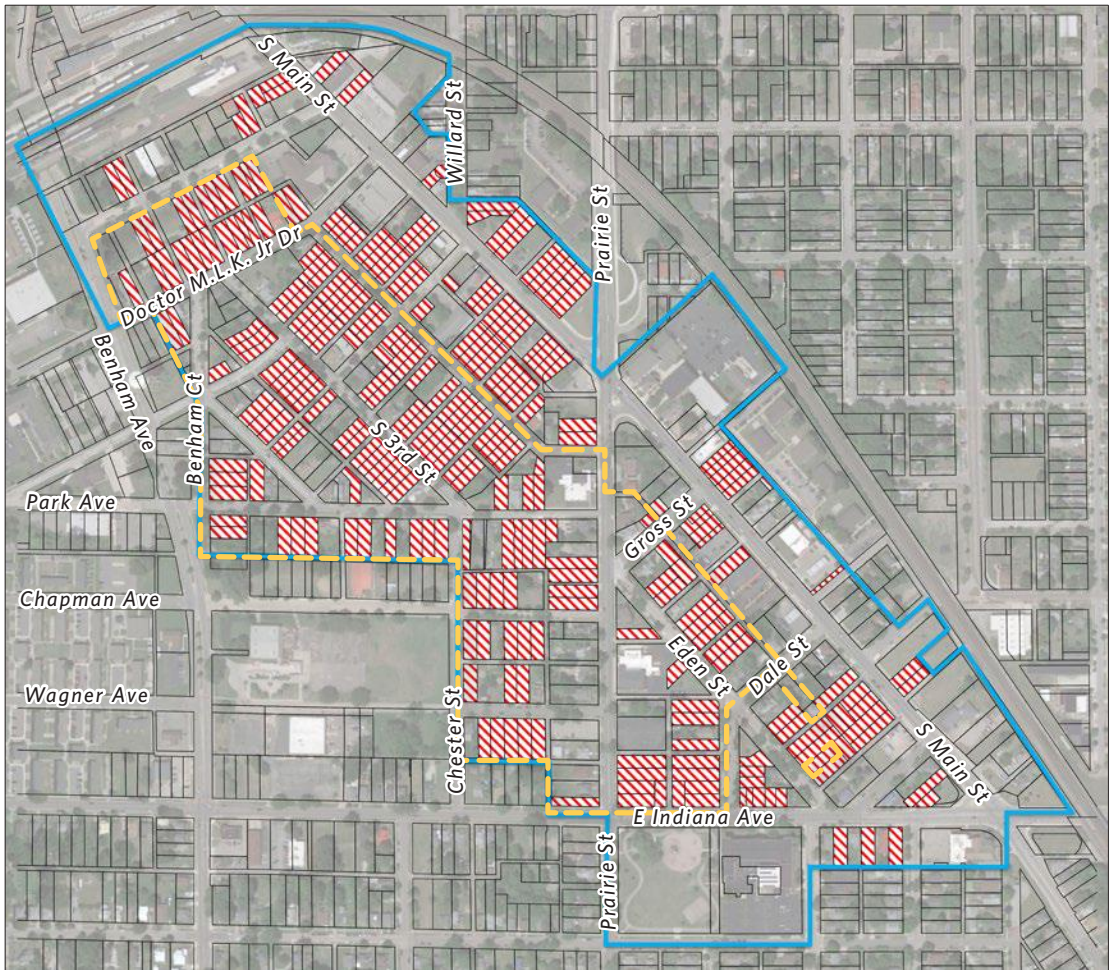 S Main St
Willard St
Prairie St
Doctor M.L.K. Jr Dr
Benham Ave
Benham Ct
S 3rd St
Park Ave
Gross St
Chapman Ave
Eden St
Dale St
Wagner Ave
Chester St
S Main St
E Indiana Ave
Prairie St